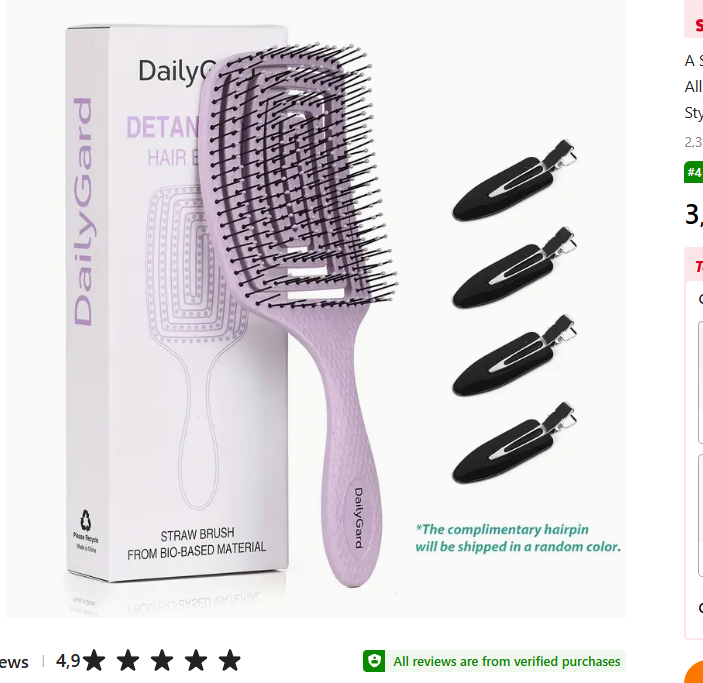 DailyG
DETAN
HAIR
DailyGard
Please Recycle
Made in China
STRAW BRUSH
FROM BIO-BASED MATERIAL
DailyGard
*The complimentary hairpin
will be shipped in a random color.
ews | 4,9
All reviews are from verified purchases
A S
All
Sty
2,3
#4
3,